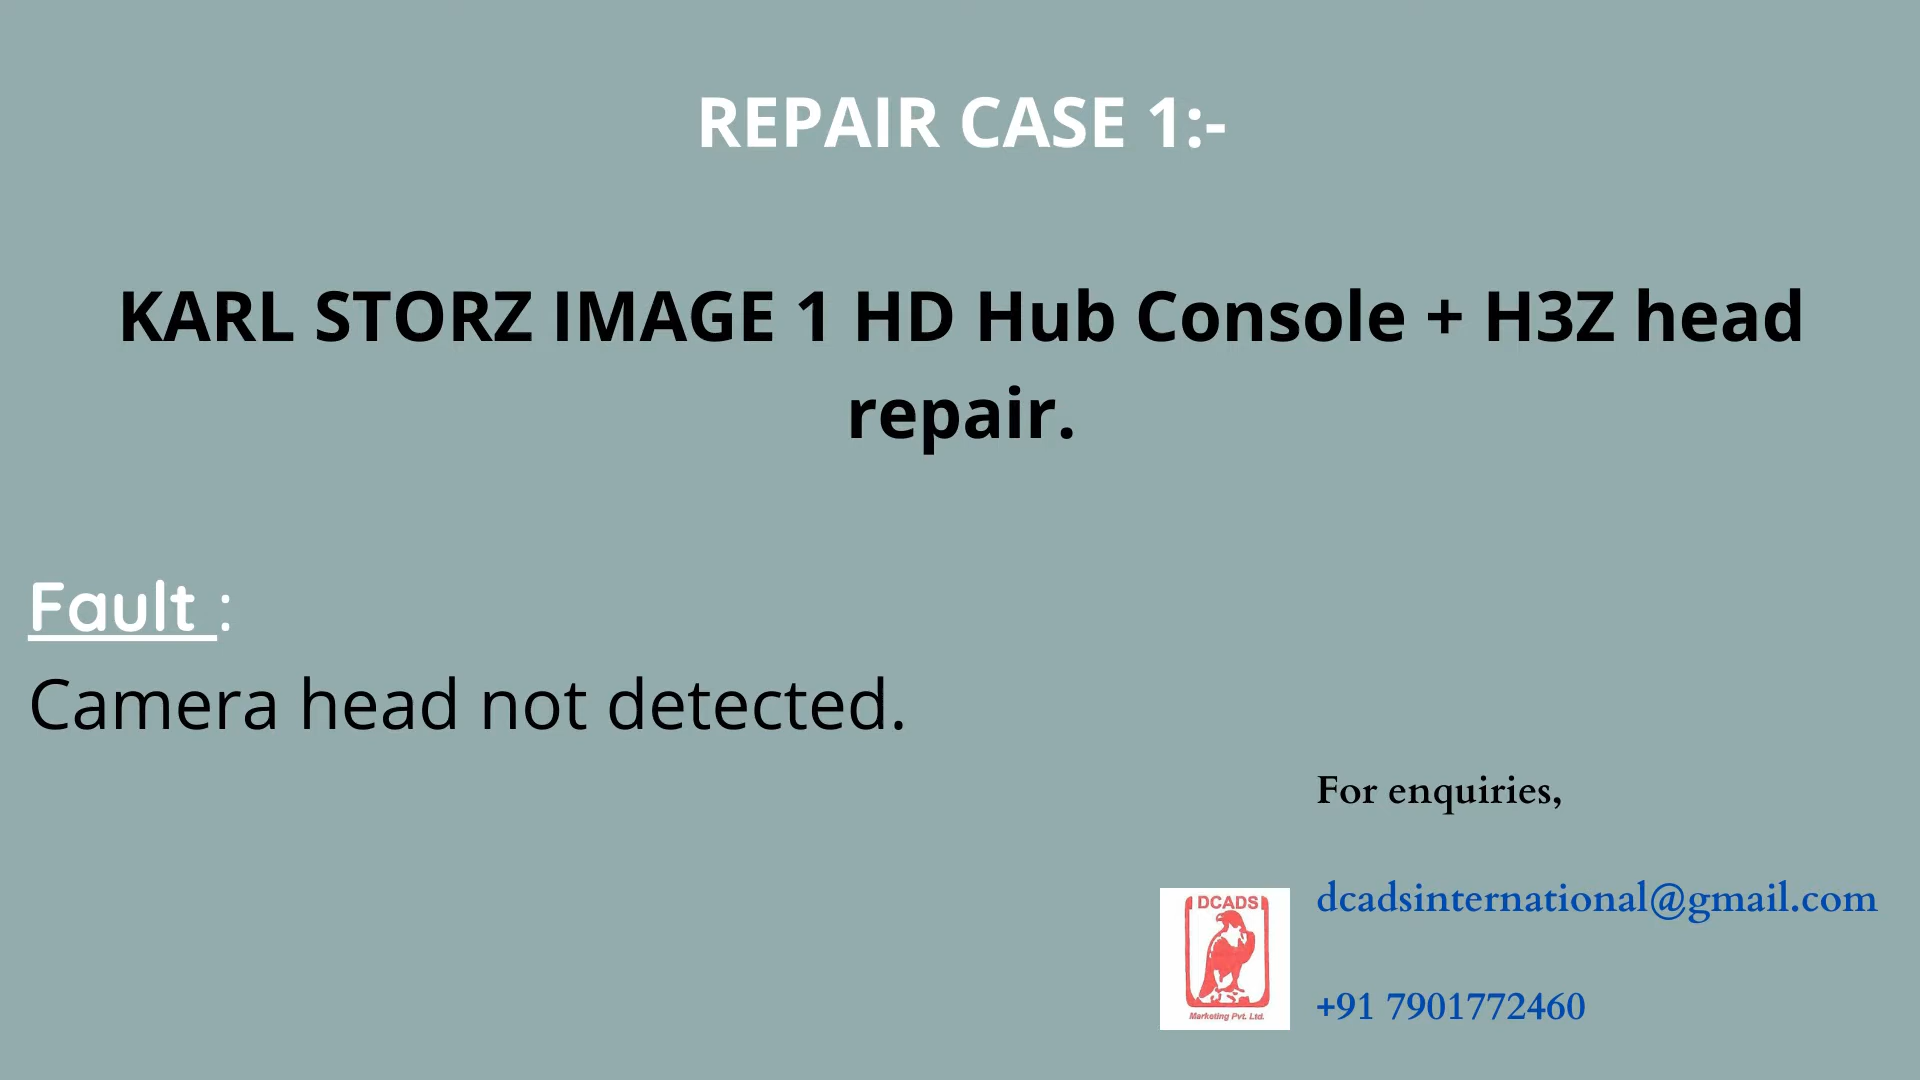 REPAIR CASE 1:-
KARL STORZ IMAGE 1 HD Hub Console + H3Z head
repair.
Fault :
Camera head not detected.
For enquiries,
dcadsinternational@gmail.com
+91 7901772460
DCADS
Marketing Pvt. Ltd.